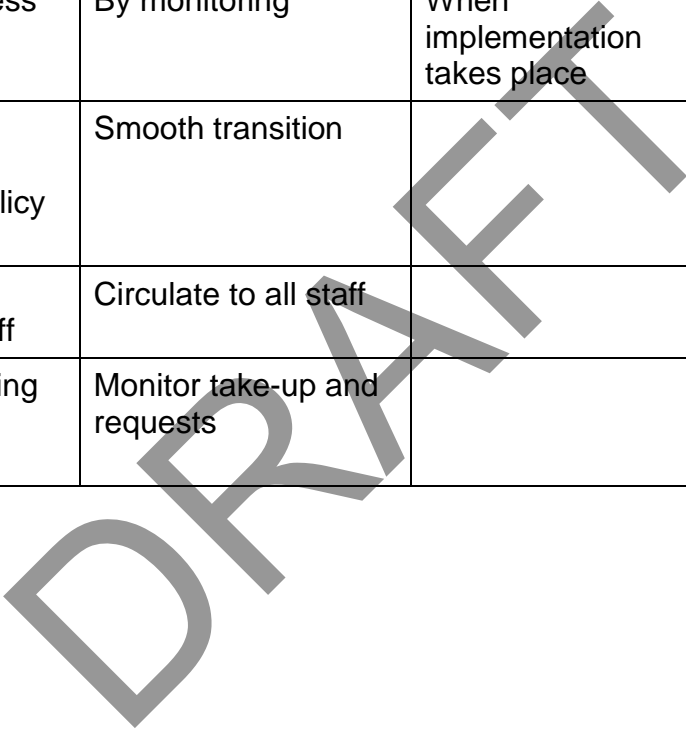 By monitoring
When
implementation
takes place
Smooth transition
Circulate to all staff
Monitor take-up and
requests
DRAFT